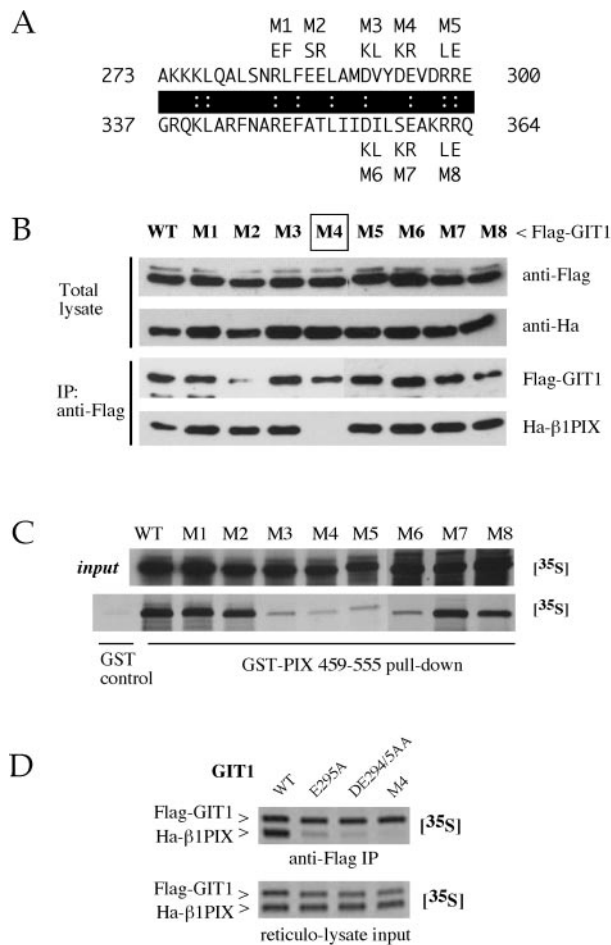 A
M1 M2 M3 M4 M5
EF SR KL KR LE
273 AKKKLQALSNRLFEELAMDVYDEVDRRE 300
:: : : : : ::
337 GRQKLARFNAREFATLIIDILSEAKRRQ 364
KL KR LE
M6 M7 M8
B
WT M1 M2 M3 M4 M5 M6 M7 M8 < Flag-GIT1
Total lysate
anti-Flag
anti-Ha
IP: anti-Flag
Flag-GIT1
Ha-β1PIX
C
WT M1 M2 M3 M4 M5 M6 M7 M8
input [³⁵S]
[³⁵S]
GST control
GST-PIX 459-555 pull-down
D
GIT1 WT E295A DE294/5AA M4
Flag-GIT1 >
Ha-β1PIX >
[³⁵S]
anti-Flag IP
Flag-GIT1 >
Ha-β1PIX >
[³⁵S]
reticulo-lysate input